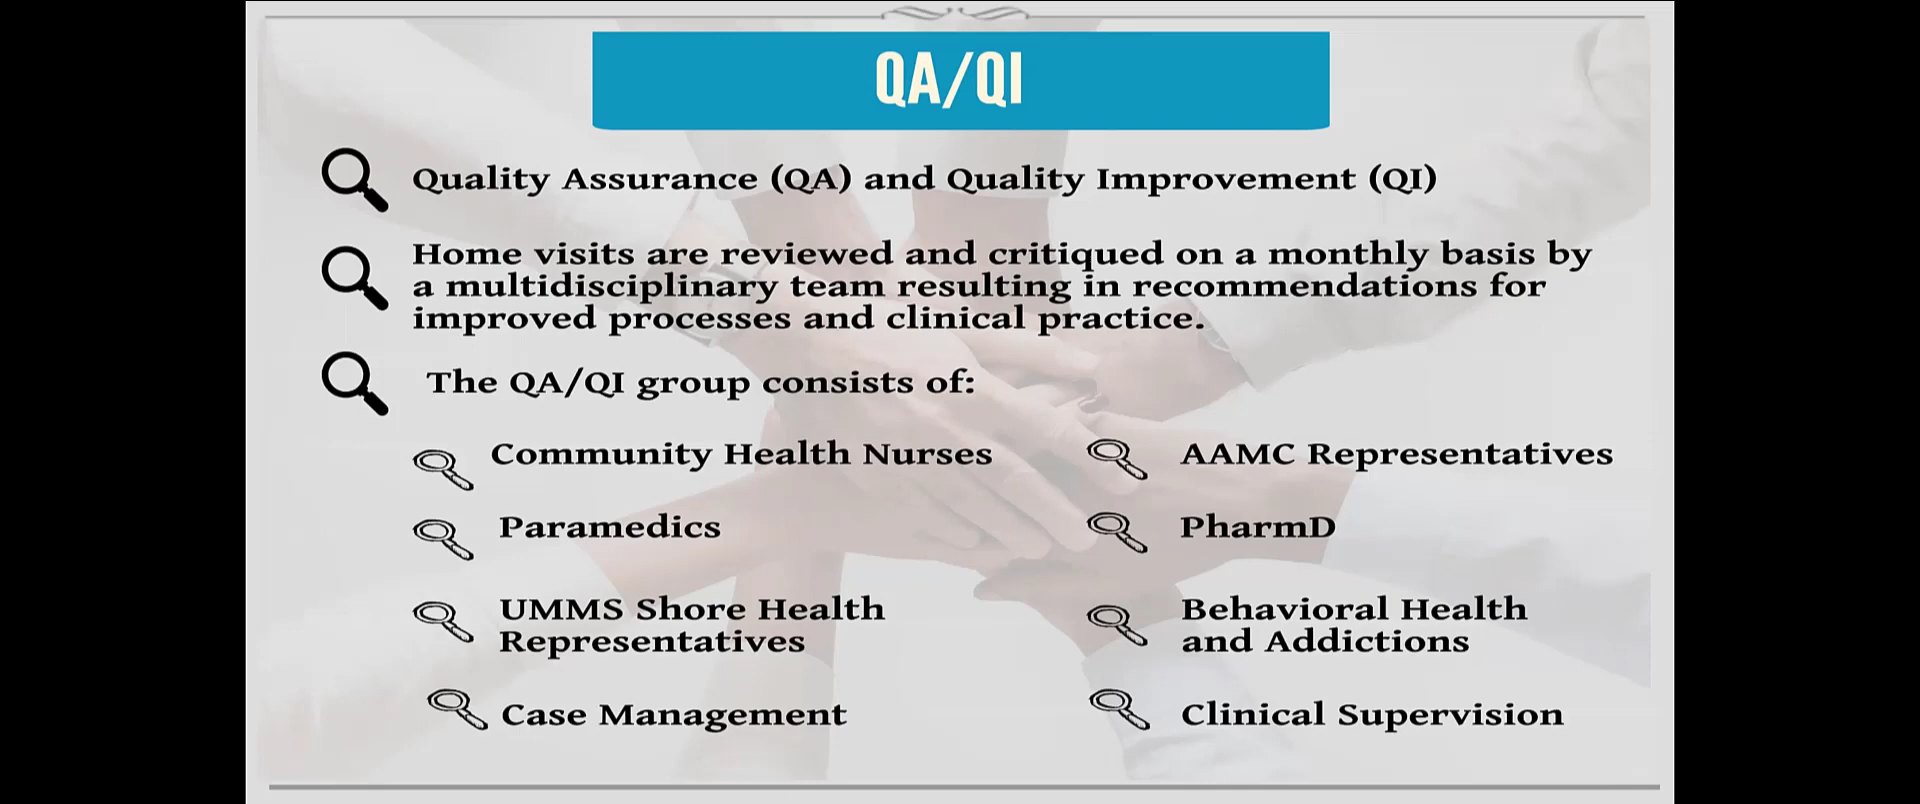 QA/QI
Quality Assurance (QA) and Quality Improvement (QI)
Home visits are reviewed and critiqued on a monthly basis by
a multidisciplinary team resulting in recommendations for
improved processes and clinical practice.
The QA/QI group consists of:
Community Health Nurses
AAMC Representatives
Paramedics
PharmD
UMMS Shore Health
Representatives
Behavioral Health
and Addictions
Case Management
Clinical Supervision